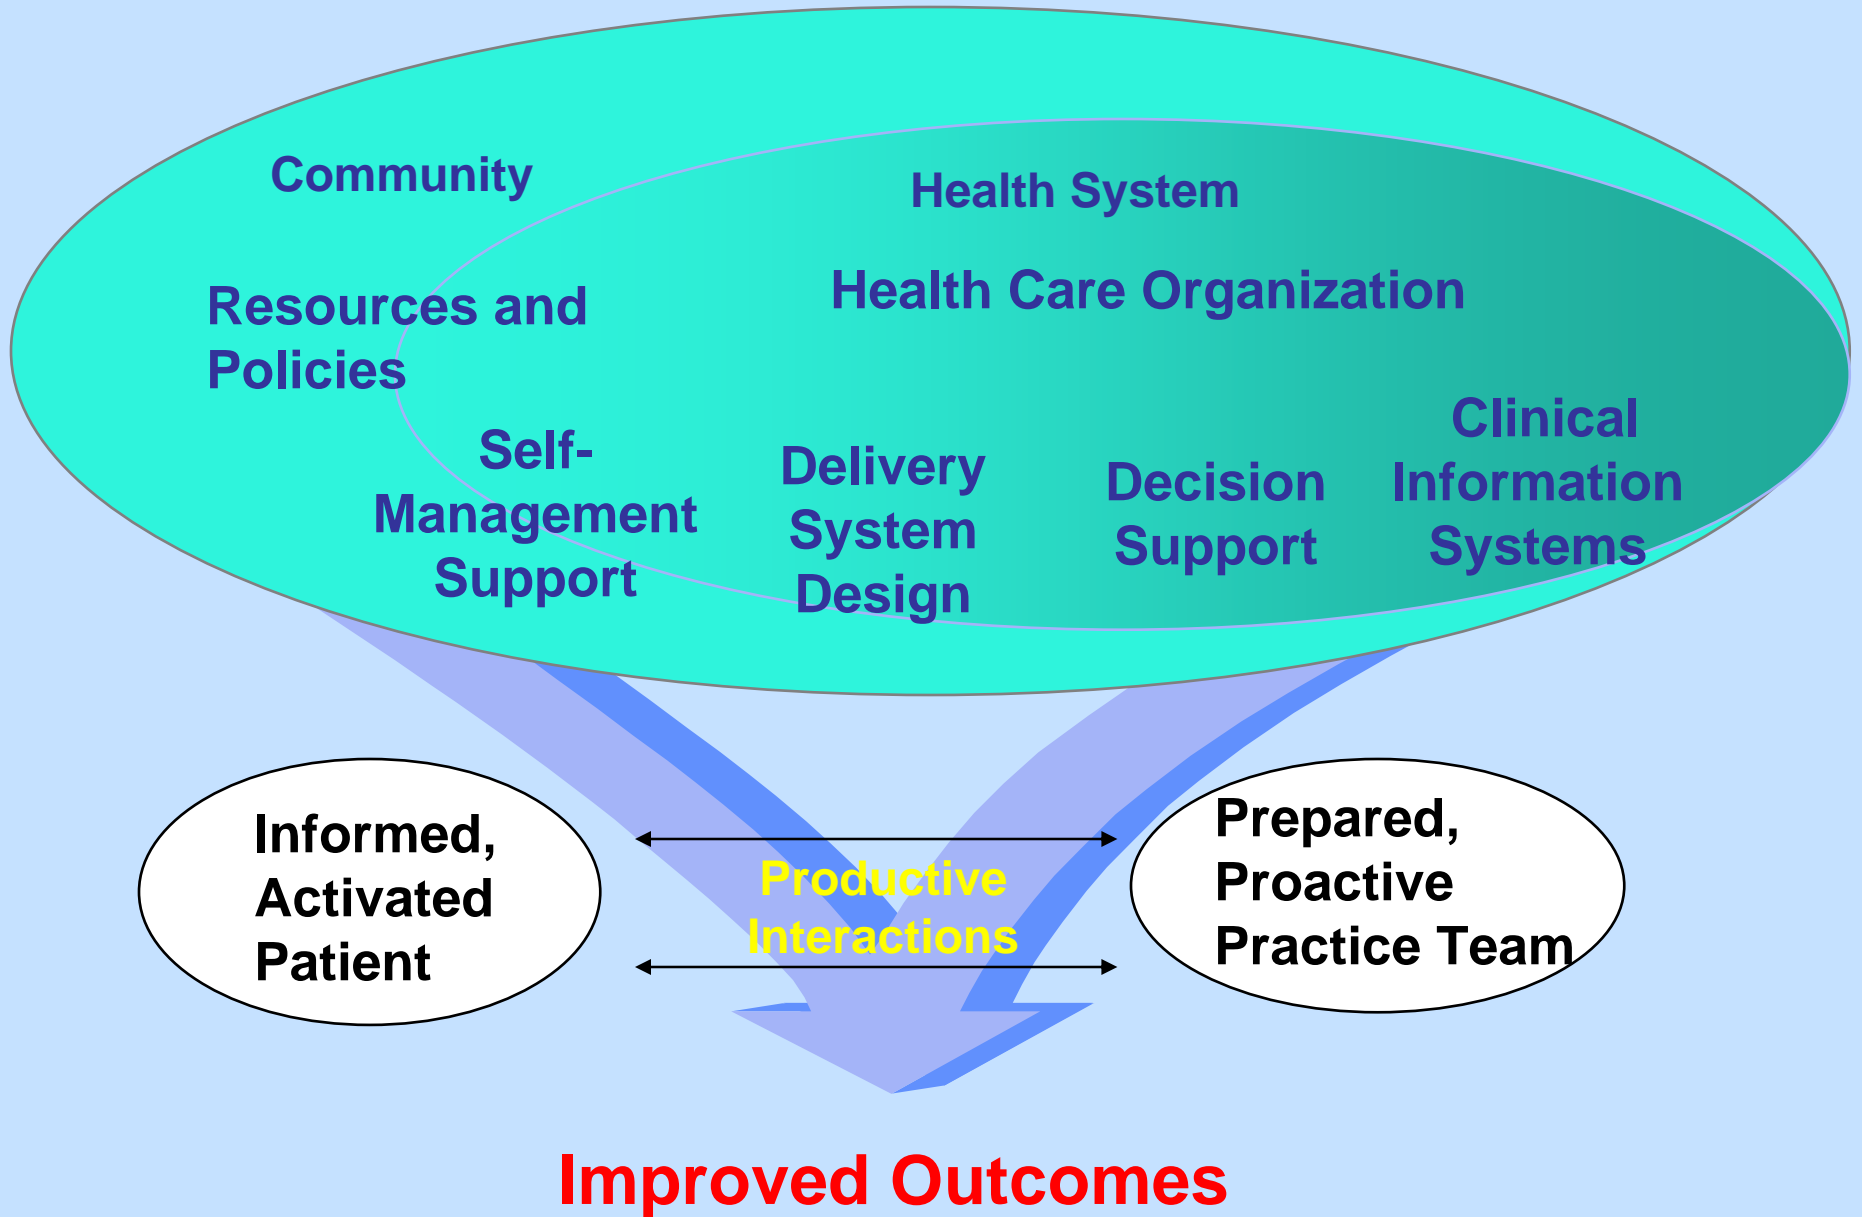 Community
Health System
Health Care Organization
Resources and
Policies
Self-
Management
Support
Delivery
System
Design
Decision
Support
Clinical
Information
Systems
Informed,
Activated
Patient
Productive
Interactions
Prepared,
Proactive
Practice Team
Improved Outcomes